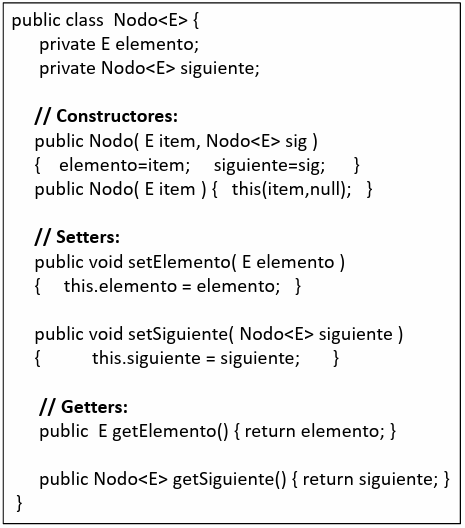 public class Nodo<E> {
private E elemento;
private Nodo<E> siguiente;
// Constructores:
public Nodo( E item, Nodo<E> sig )
{ elemento=item; siguiente=sig; }
public Nodo( E item ) { this(item,null); }
// Setters:
public void setElemento( E elemento )
{ this.elemento = elemento; }
public void setSiguiente( Nodo<E> siguiente )
{ this.siguiente = siguiente; }
// Getters:
public E getElemento() { return elemento; }
public Nodo<E> getSiguiente() { return siguiente; }
}